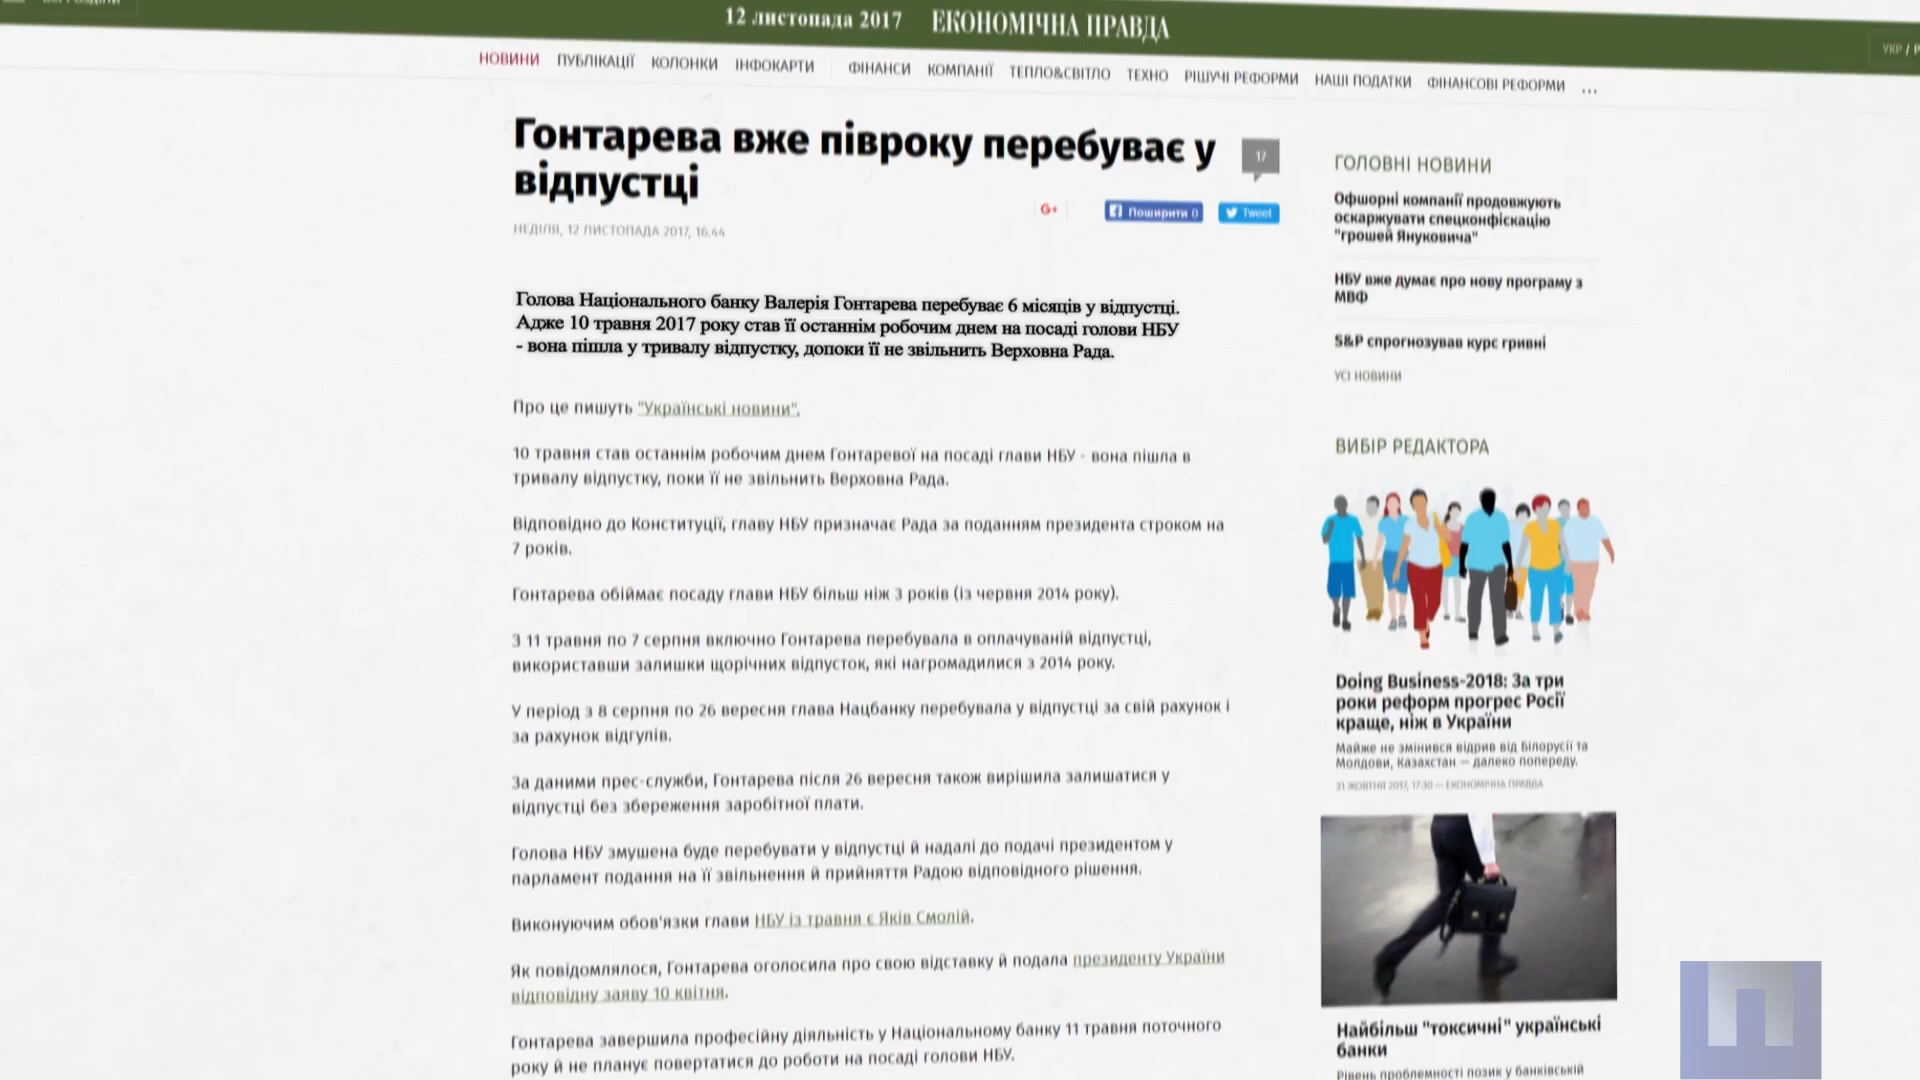 12 листопада 2017 ЕКОНОМІЧНА ПРАВДА
УКР /
НОВИНИ ПУБЛІКАЦІЇ КОЛОНКИ ІНФОКАРТИ ФІНАНСИ КОМПАНІЇ ТЕПЛО&СВІТЛО ТЕХНО РІШУЧІ РЕФОРМИ НАШІ ПОДАТКИ ФІНАНСОВІ РЕФОРМИ ...
Гонтарева вже півроку перебуває у
відпустці
17
G+ Поширити 0 Tweet
НЕДІЛЯ, 12 ЛИСТОПАДА 2017, 16:44
Голова Національного банку Валерія Гонтарева перебуває 6 місяців у відпустці.
Адже 10 травня 2017 року став її останнім робочим днем на посаді голови НБУ
- вона пішла у тривалу відпустку, допоки її не звільнить Верховна Рада.
Про це пишуть "Українські новини".
10 травня став останнім робочим днем Гонтаревої на посаді глави НБУ - вона пішла в
тривалу відпустку, поки її не звільнить Верховна Рада.
Відповідно до Конституції, главу НБУ призначає Рада за поданням президента строком на
7 років.
Гонтарева обіймає посаду глави НБУ більш ніж 3 років (із червня 2014 року).
З 11 травня по 7 серпня включно Гонтарева перебувала в оплачуваній відпустці,
використавши залишки щорічних відпусток, які нагромадилися з 2014 року.
У період з 8 серпня по 26 вересня глава Нацбанку перебувала у відпустці за свій рахунок і
за рахунок відгулів.
За даними прес-служби, Гонтарева після 26 вересня також вирішила залишатися у
відпустці без збереження заробітної плати.
Голова НБУ змушена буде перебувати у відпустці й надалі до подачі президентом у
парламент подання на її звільнення й прийняття Радою відповідного рішення.
Виконуючим обов'язки глави НБУ із травня є Яків Смолій.
Як повідомлялося, Гонтарева оголосила про свою відставку й подала президенту України
відповідну заяву 10 квітня.
Гонтарева завершила професійну діяльність у Національному банку 11 травня поточного
року й не планує повертатися до роботи на посаді голови НБУ.
ГОЛОВНІ НОВИНИ
Офшорні компанії продовжують
оскаржувати спецконфіскацію
"грошей Януковича"
НБУ вже думає про нову програму з
МВФ
S&P спрогнозував курс гривні
УСІ НОВИНИ
ВИБІР РЕДАКТОРА
Doing Business-2018: За три
роки реформ прогрес Росії
краще, ніж в України
Майже не змінився відрив від Білорусії та
Молдови, Казахстан — далеко попереду.
31 ЖОВТНЯ 2017, 17:30 — ЕКОНОМІЧНА ПРАВДА
Найбільш "токсичні" українські
банки
Рівень проблемності позик у банківській